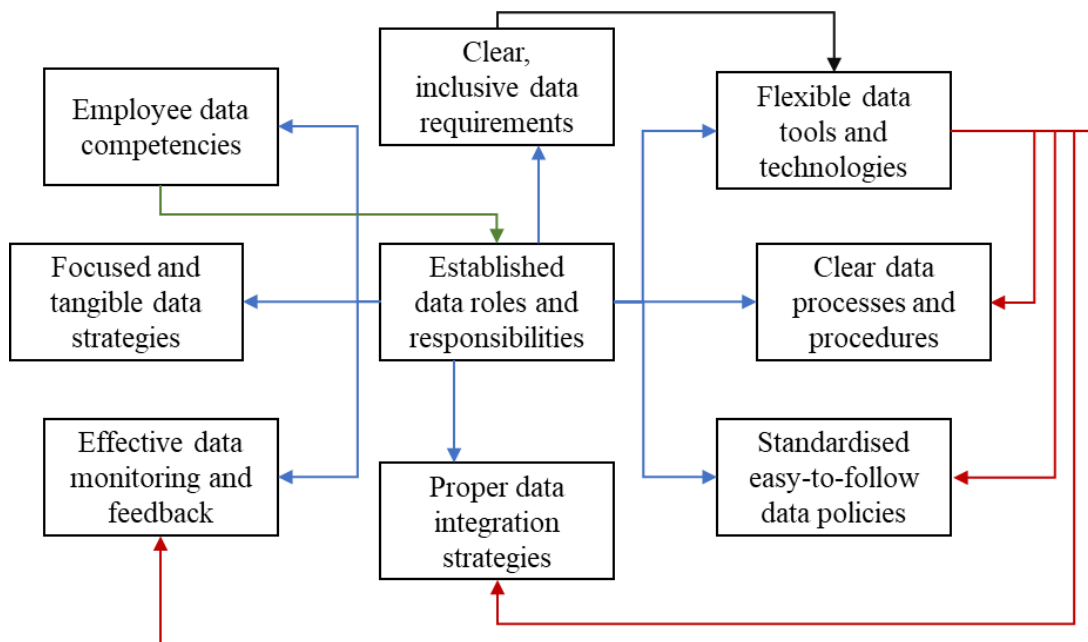 Clear,
inclusive data
requirements
Employee data
competencies
Flexible data
tools and
technologies
Focused and
tangible data
strategies
Established
data roles and
responsibilities
Clear data
processes and
procedures
Effective data
monitoring and
feedback
Proper data
integration
strategies
Standardised
easy-to-follow
data policies